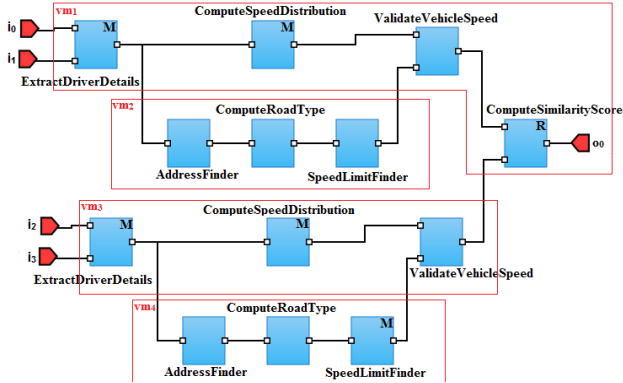 ComputeSpeedDistribution
ValidateVehicleSpeed
vm1
i0
M
M
i1
ExtractDriverDetails
vm2
ComputeRoadType
ComputeSimilarityScore
R
o0
AddressFinder
SpeedLimitFinder
vm3
ComputeSpeedDistribution
i2
M
M
i3
ExtractDriverDetails
ValidateVehicleSpeed
vm4
ComputeRoadType
M
AddressFinder
SpeedLimitFinder